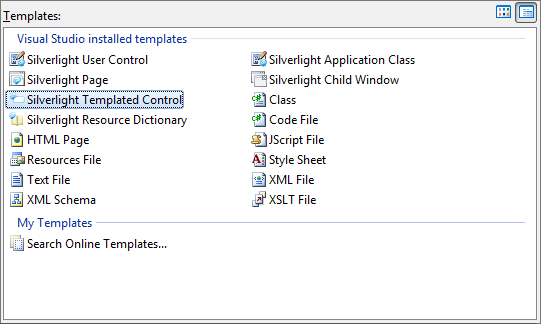 Templates:
Visual Studio installed templates
Silverlight User Control
Silverlight Application Class
Silverlight Page
Silverlight Child Window
Silverlight Templated Control
Class
Silverlight Resource Dictionary
Code File
HTML Page
JScript File
Resources File
Style Sheet
Text File
XML File
XML Schema
XSLT File
My Templates
Search Online Templates...